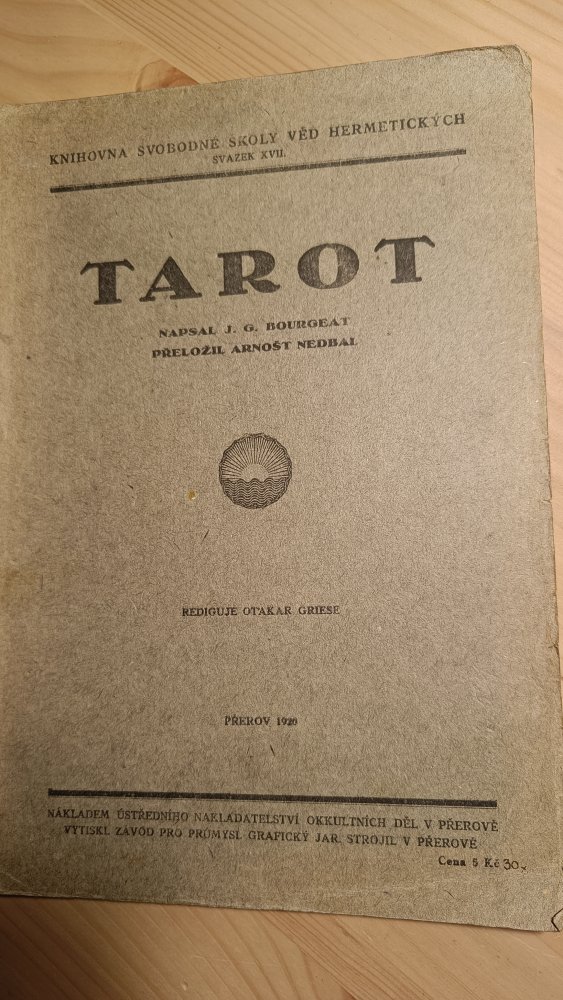 KNIHOVNA SVOBODNÉ ŠKOLY VĚD HERMETICKÝCH
SVAZEK XVII.
TAROT
NAPSAL J. G. BOURGEAT
PŘELOŽIL ARNOŠT NEDBAL
REDIGUJE OTAKAR GRIESE
PŘEROV 1920
NÁKLADEM ÚSTŘEDNÍHO NAKLADATELSTVÍ OKKULTNÍCH DĚL V PŘEROVĚ
VYTISKL ZÁVOD PRO PRŮMYSL GRAFICKÝ JAR. STROJIL V PŘEROVĚ
Cena 5 Kč 30,-